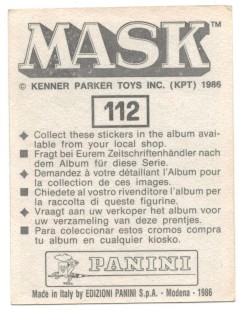 MASK™
© KENNER PARKER TOYS INC. (KPT) 1986
112
◆ Collect these stickers in the album avai-
lable from your local shop.
■ Fragt bei Eurem Zeitschriftenhändler nach
dem Album für diese Serie.
◆ Demandez à votre détaillant l'Album pour
la collection de ces images.
■ Chiedete al vostro rivenditore l'album per
la raccolta di queste figurine.
◆ Vraagt aan uw verkoper het album voor
uw verzameling van deze prentjes.
■ Para coleccionar estos cromos compra
tu album en cualquier kiosko.
PANINI
Made in Italy by EDIZIONI PANINI S.p.A. - Modena - 1986